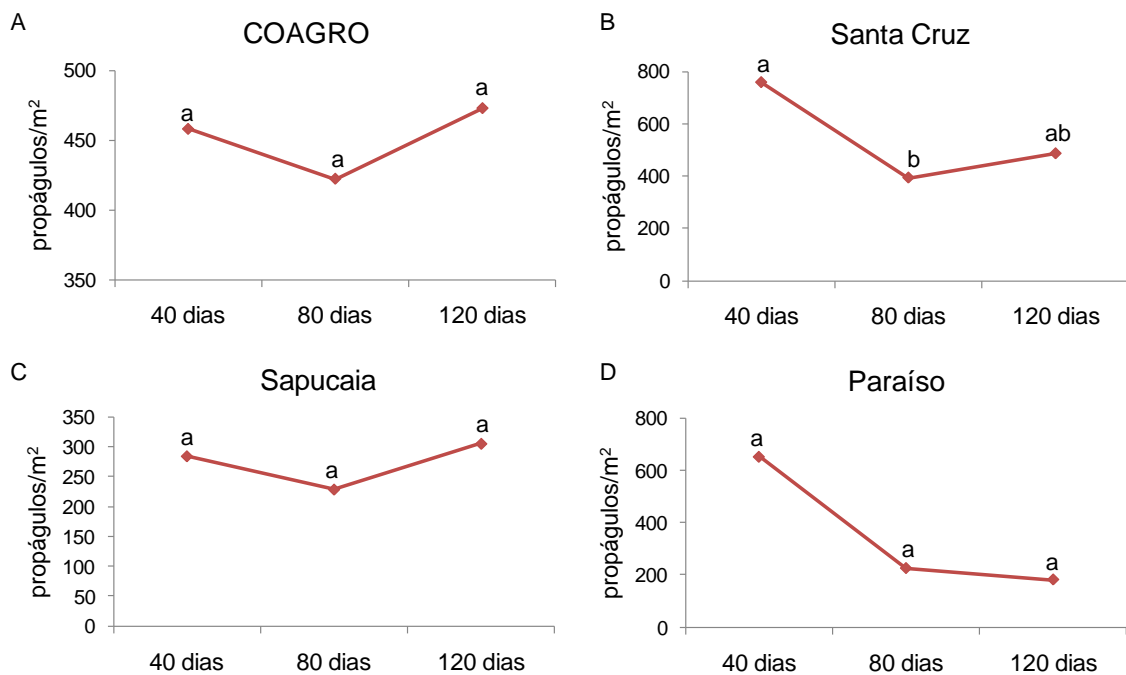 A
COAGRO
propágulos/m²
500
450
400
350
a
a
a
40 dias 80 dias 120 dias
B
Santa Cruz
propágulos/m²
800
600
400
200
0
a
b
ab
40 dias 80 dias 120 dias
C
Sapucaia
propágulos/m²
350
300
250
200
150
100
50
0
a
a
a
40 dias 80 dias 120 dias
D
Paraíso
propágulos/m²
800
600
400
200
0
a
a
a
40 dias 80 dias 120 dias